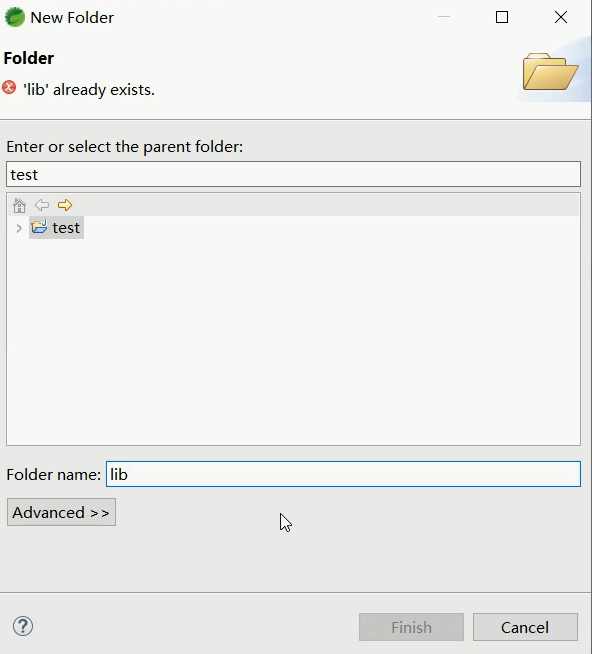 New Folder
Folder
'lib' already exists.
Enter or select the parent folder:
test
test
Folder name: lib
Advanced >>
Finish Cancel